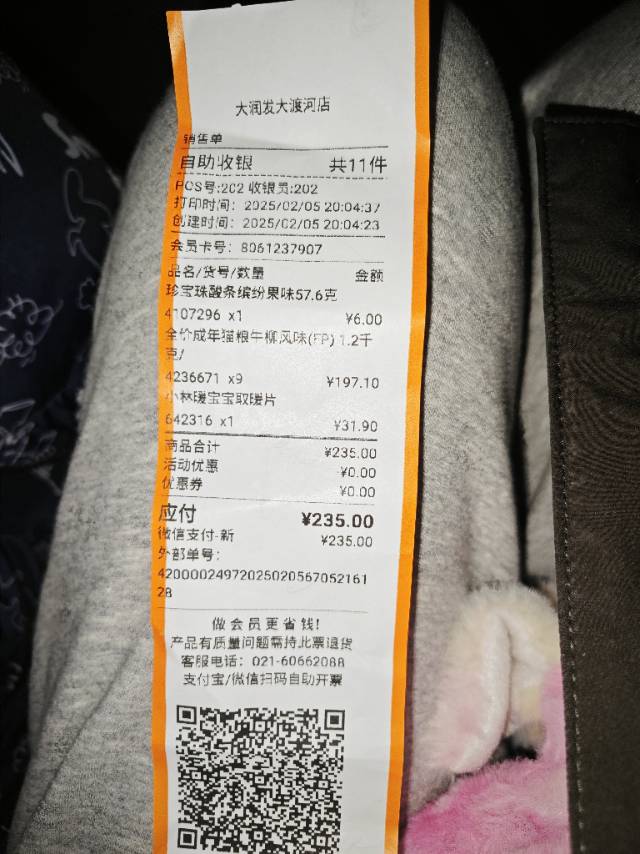 大润发大渡河店
销售单
自助收银 共11件
POS号:202 收银员:202
打印时间: 2025/02/05 20:04:37
创建时间: 2025/02/05 20:04:23
会员卡号: 8061237907
品名/货号/数量 金额
珍宝珠酸条缤纷果味57.6克
4107296 x1 ¥6.00
全价成年猫粮牛柳风味(FP) 1.2千
克/
4236671 x9 ¥197.10
小林暖宝宝取暖片
642316 x1 ¥31.90
商品合计 ¥235.00
活动优惠 ¥0.00
优惠券 ¥0.00
应付 ¥235.00
微信支付-新 ¥235.00
外部单号:
42000024972025020567052161
28
做会员更省钱!
产品有质量问题需持此票退货
客服电话: 021-60662088
支付宝/微信扫码自助开票